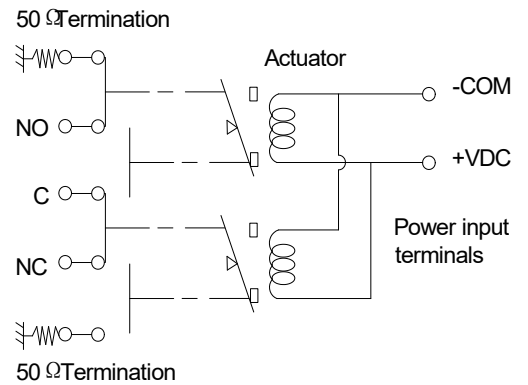 50 ΩTermination
Actuator
-COM
NO
+VDC
C
Power input
terminals
NC
50 ΩTermination